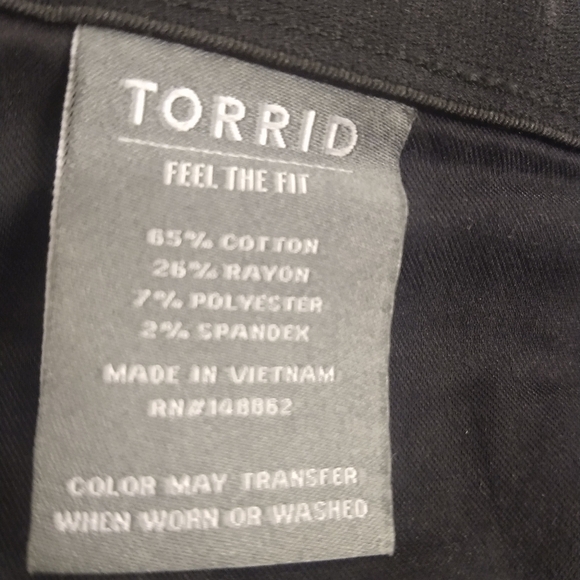 TORRID
FEEL THE FIT
65% COTTON
26% RAYON
7% POLYESTER
2% SPANDEX
MADE IN VIETNAM
RN#148862
COLOR MAY TRANSFER
WHEN WORN OR WASHED